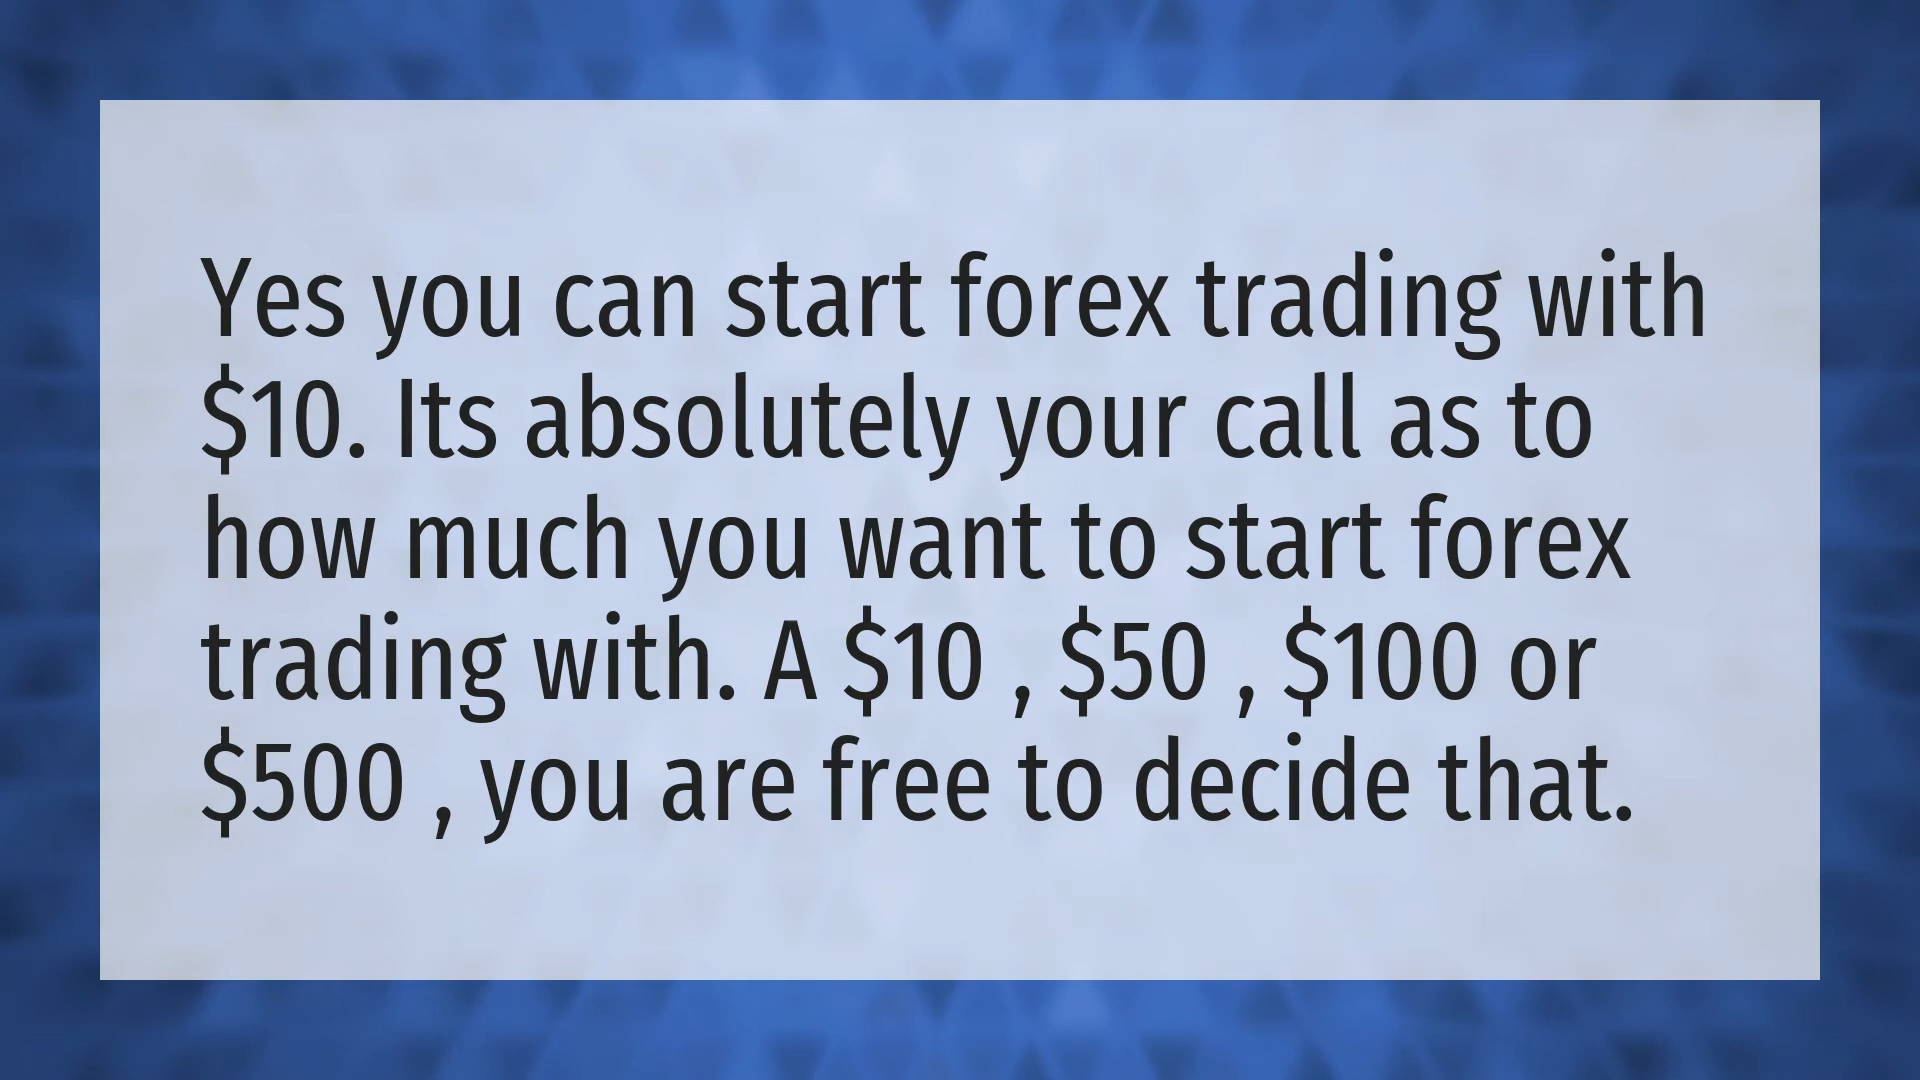 Yes you can start forex trading with
$10. Its absolutely your call as to
how much you want to start forex
trading with. A $10 , $50 , $100 or
$500 , you are free to decide that.